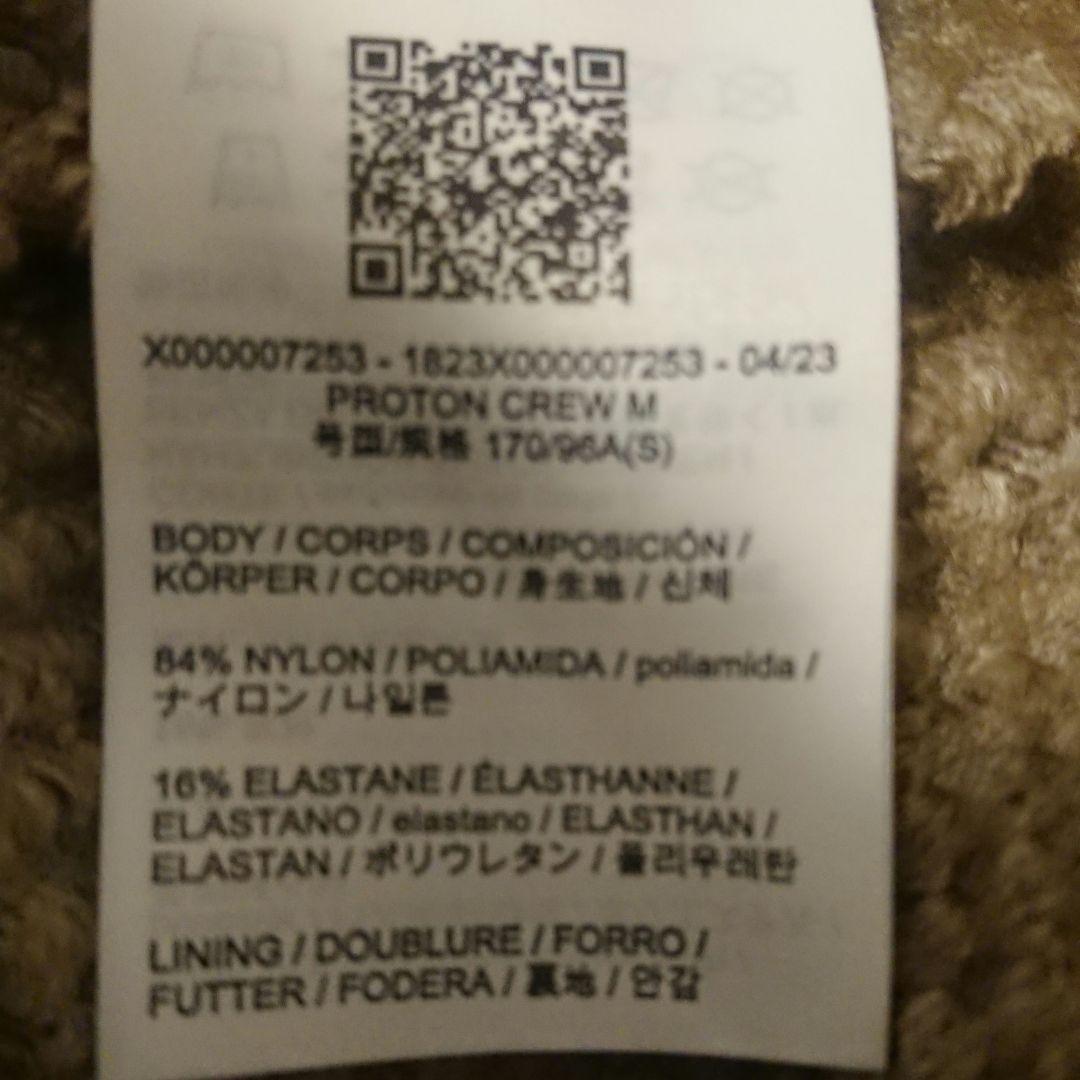 X000007253 - 1823X000007253 - 04/23
PROTON CREW M
号型/规格 170/96A(S)
BODY / CORPS / COMPOSICIÓN /
KÖRPER / CORPO / 身生地 / 신체
84% NYLON / POLIAMIDA / poliamida /
ナイロン / 나일론
16% ELASTANE / ÉLASTHANNE /
ELASTANO / elastano / ELASTHAN /
ELASTAN / ポリウレタン / 폴리우레탄
LINING / DOUBLURE / FORRO /
FUTTER / FODERA / 裏地 / 안감